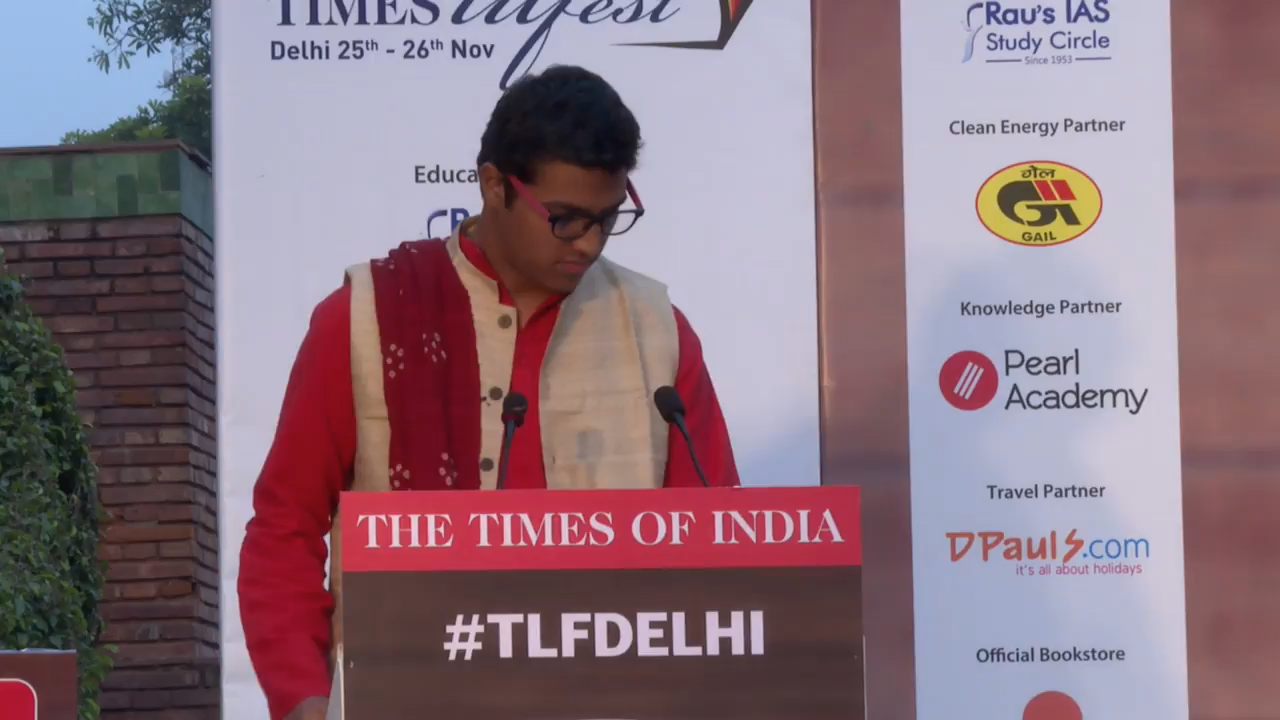 TIMES litfest
Delhi 25th - 26th Nov
Educa
Rau's IAS
Study Circle
Since 1953
Clean Energy Partner
गेल
GAIL
Knowledge Partner
Pearl
Academy
Travel Partner
DPaulS.com
it's all about holidays
Official Bookstore
THE TIMES OF INDIA
#TLFDELHI